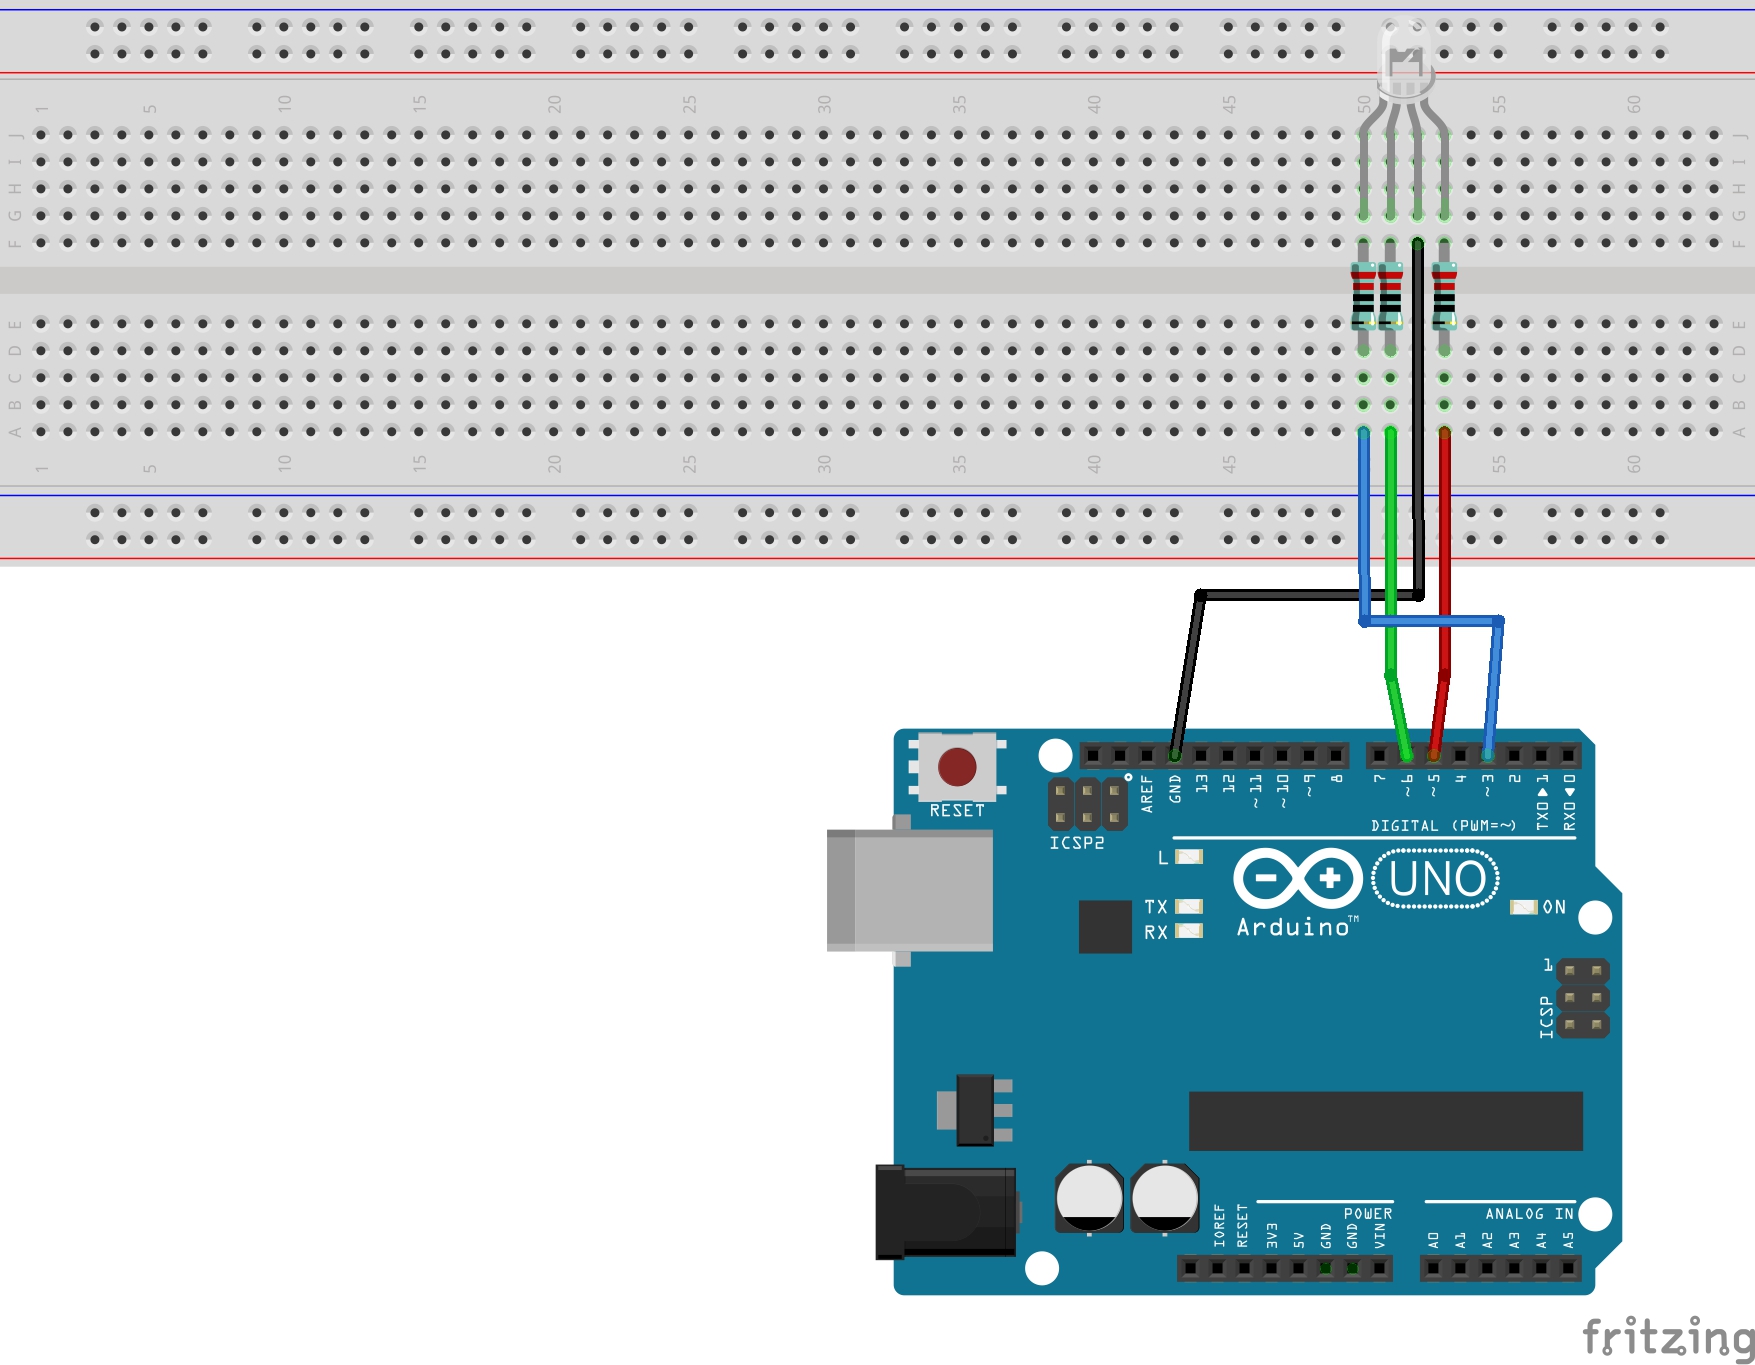 1 5 10 15 20 25 30 35 40 45 50 55 60
J J
I I
H H
G G
F F
E E
D D
C C
B B
A A
1 5 10 15 20 25 30 35 40 45 55 60
RESET
ICSP2
AREF
GND
13
12
~11
~10
~9
8
7
~6
~5
4
~3
2
TX0▶1
RX0◀0
DIGITAL (PWM=~)
L
TX
RX
UNO
Arduino™
ON
1
ICSP
IOREF
RESET
3V3
5V
GND
GND
VIN
POWER
ANALOG IN
A0
A1
A2
A3
A4
A5
fritzing